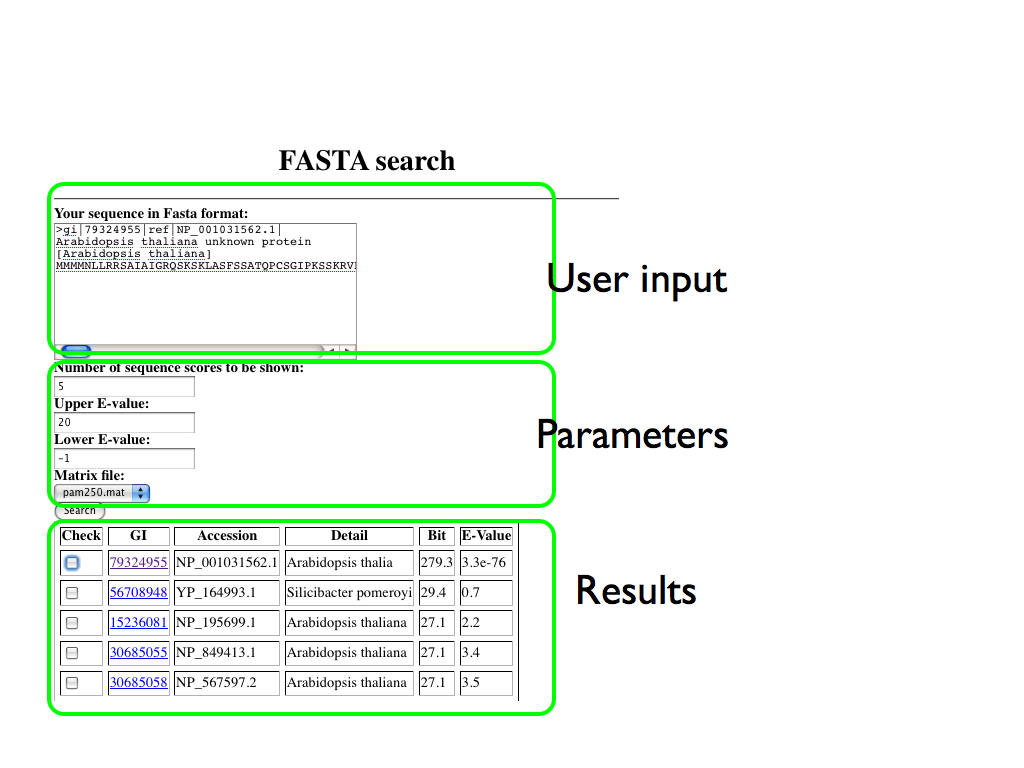 FASTA search
Your sequence in Fasta format:
>gi|79324955|ref|NP_001031562.1|
Arabidopsis thaliana unknown protein
[Arabidopsis thaliana]
MMMMNLLRRSAIAIGRQSKSKLASFSSATQPCSGIPKSSKRV
User input
Number of sequence scores to be shown:
5
Upper E-value:
20
Lower E-value:
-1
Matrix file:
pam250.mat
Search
Parameters
Check GI Accession Detail Bit E-Value
79324955 NP_001031562.1 Arabidopsis thalia 279.3 3.3e-76
56708948 YP_164993.1 Silicibacter pomeroyi 29.4 0.7
15236081 NP_195699.1 Arabidopsis thaliana 27.1 2.2
30685055 NP_849413.1 Arabidopsis thaliana 27.1 3.4
30685058 NP_567597.2 Arabidopsis thaliana 27.1 3.5
Results